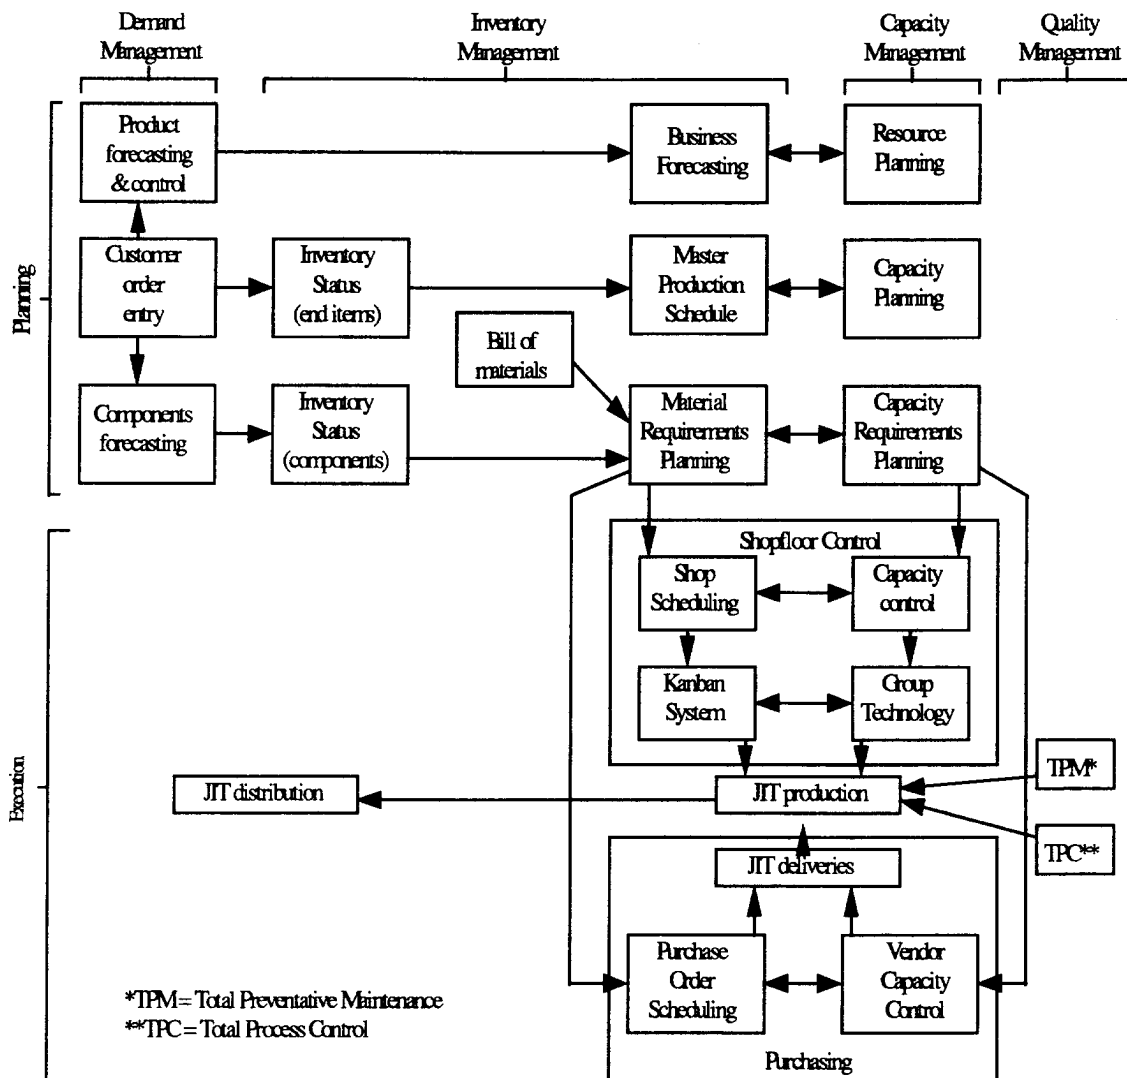 Demand
Management
Inventory
Management
Capacity
Management
Quality
Management
Planning
Product
forecasting
& control
Business
Forecasting
Resource
Planning
Customer
order
entry
Inventory
Status
(end items)
Master
Production
Schedule
Capacity
Planning
Bill of
materials
Components
forecasting
Inventory
Status
(components)
Material
Requirements
Planning
Capacity
Requirements
Planning
Execution
Shopfloor Control
Shop
Scheduling
Capacity
control
Kanban
System
Group
Technology
JIT distribution
JIT production
TPM*
TPC**
JIT deliveries
Purchase
Order
Scheduling
Vendor
Capacity
Control
Purchasing
*TPM = Total Preventative Maintenance
**TPC = Total Process Control